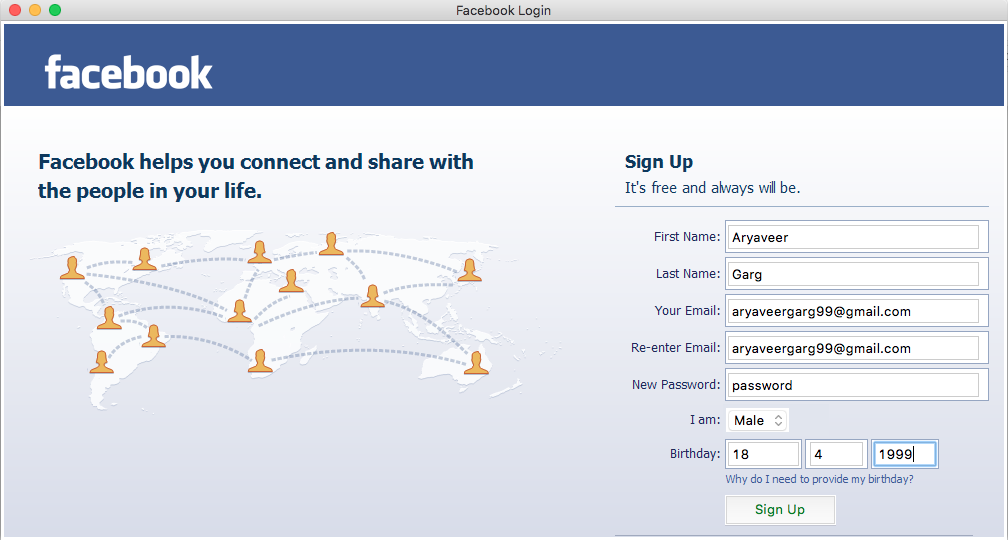 Facebook Login
facebook
Facebook helps you connect and share with
the people in your life.
Sign Up
It's free and always will be.
First Name: Aryaveer
Last Name: Garg
Your Email: aryaveergarg99@gmail.com
Re-enter Email: aryaveergarg99@gmail.com
New Password: password
I am: Male
Birthday: 18 4 1999
Why do I need to provide my birthday?
Sign Up